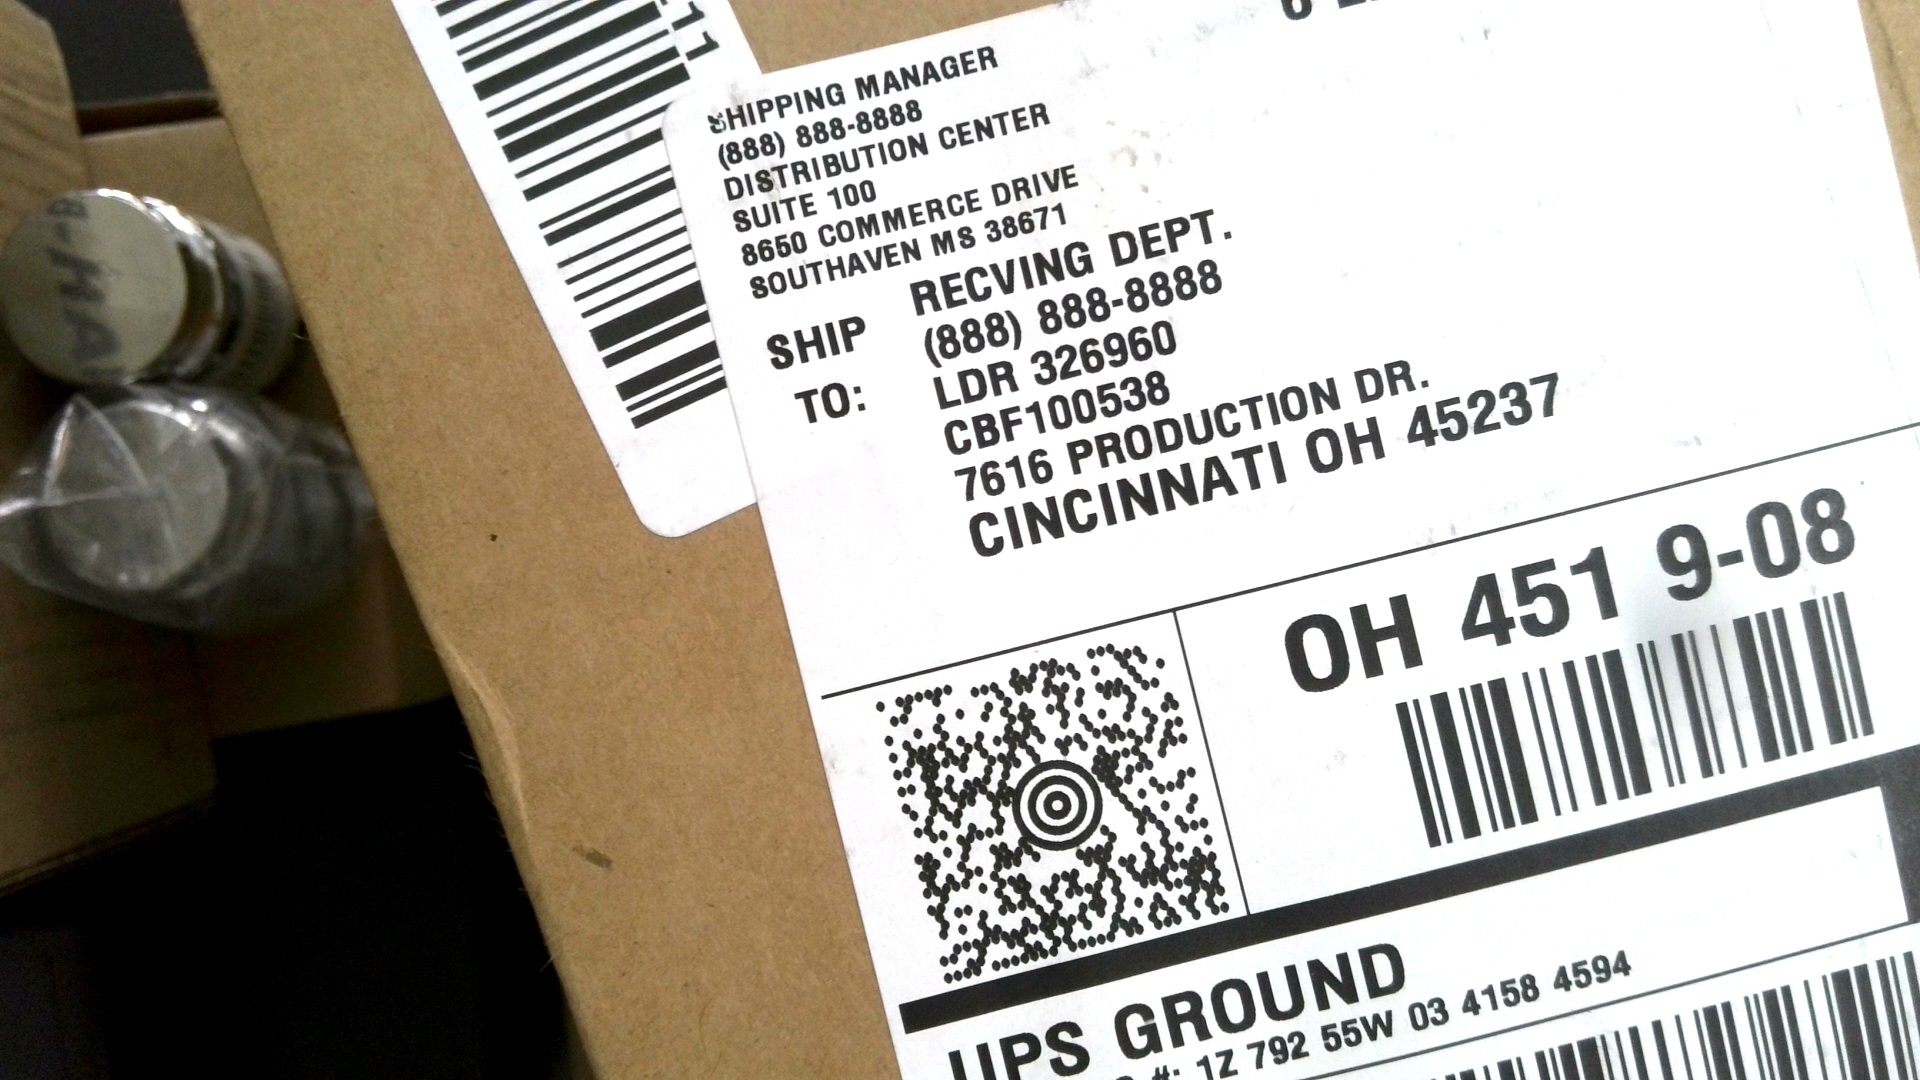 11
SHIPPING MANAGER
(888) 888-8888
DISTRIBUTION CENTER
SUITE 100
8650 COMMERCE DRIVE
SOUTHAVEN MS 38671
SHIP TO:
RECVING DEPT.
(888) 888-8888
LDR 326960
CBF100538
7616 PRODUCTION DR.
CINCINNATI OH 45237
OH 451 9-08
UPS GROUND
#: 1Z 792 55W 03 4158 4594